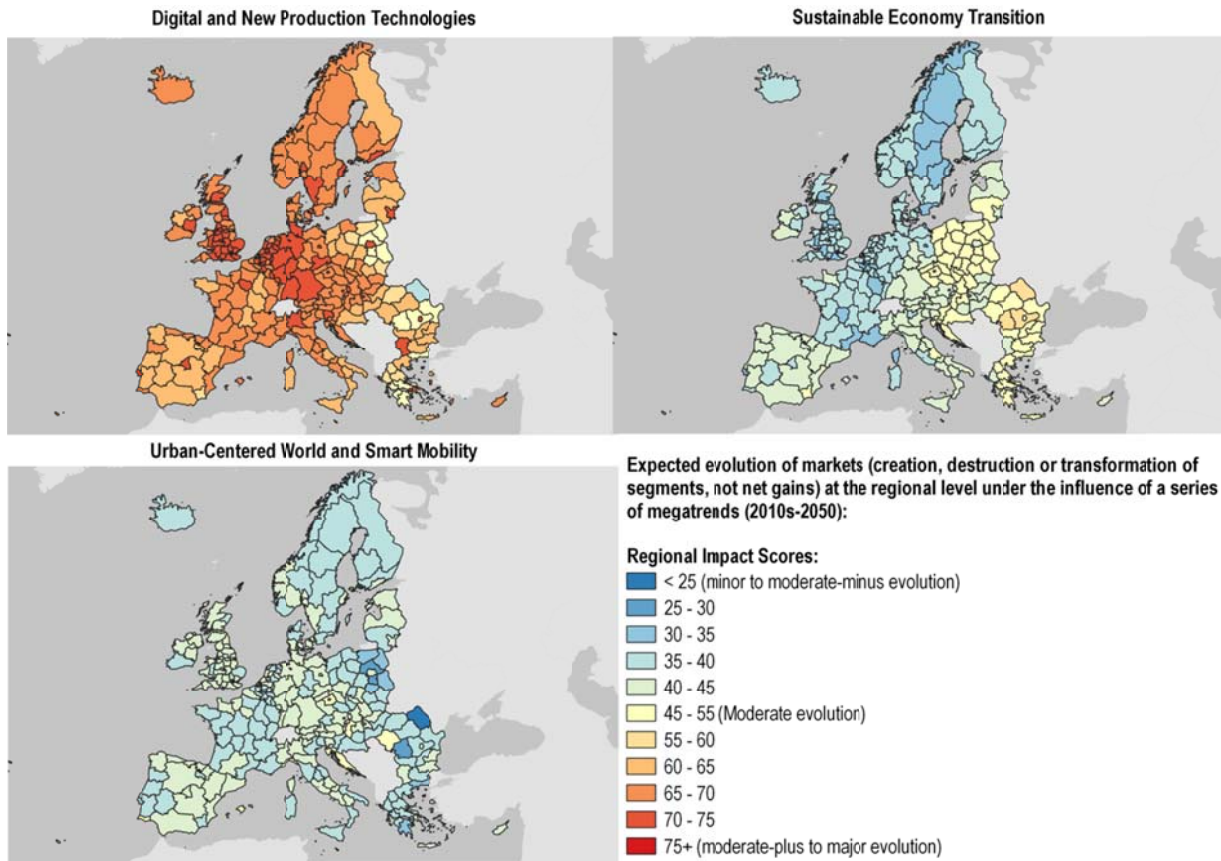 Digital and New Production Technologies
Sustainable Economy Transition
Urban-Centered World and Smart Mobility
Expected evolution of markets (creation, destruction or transformation of
segments, not net gains) at the regional level under the influence of a series
of megatrends (2010s-2050):
Regional Impact Scores:
< 25 (minor to moderate-minus evolution)
25 - 30
30 - 35
35 - 40
40 - 45
45 - 55 (Moderate evolution)
55 - 60
60 - 65
65 - 70
70 - 75
75+ (moderate-plus to major evolution)